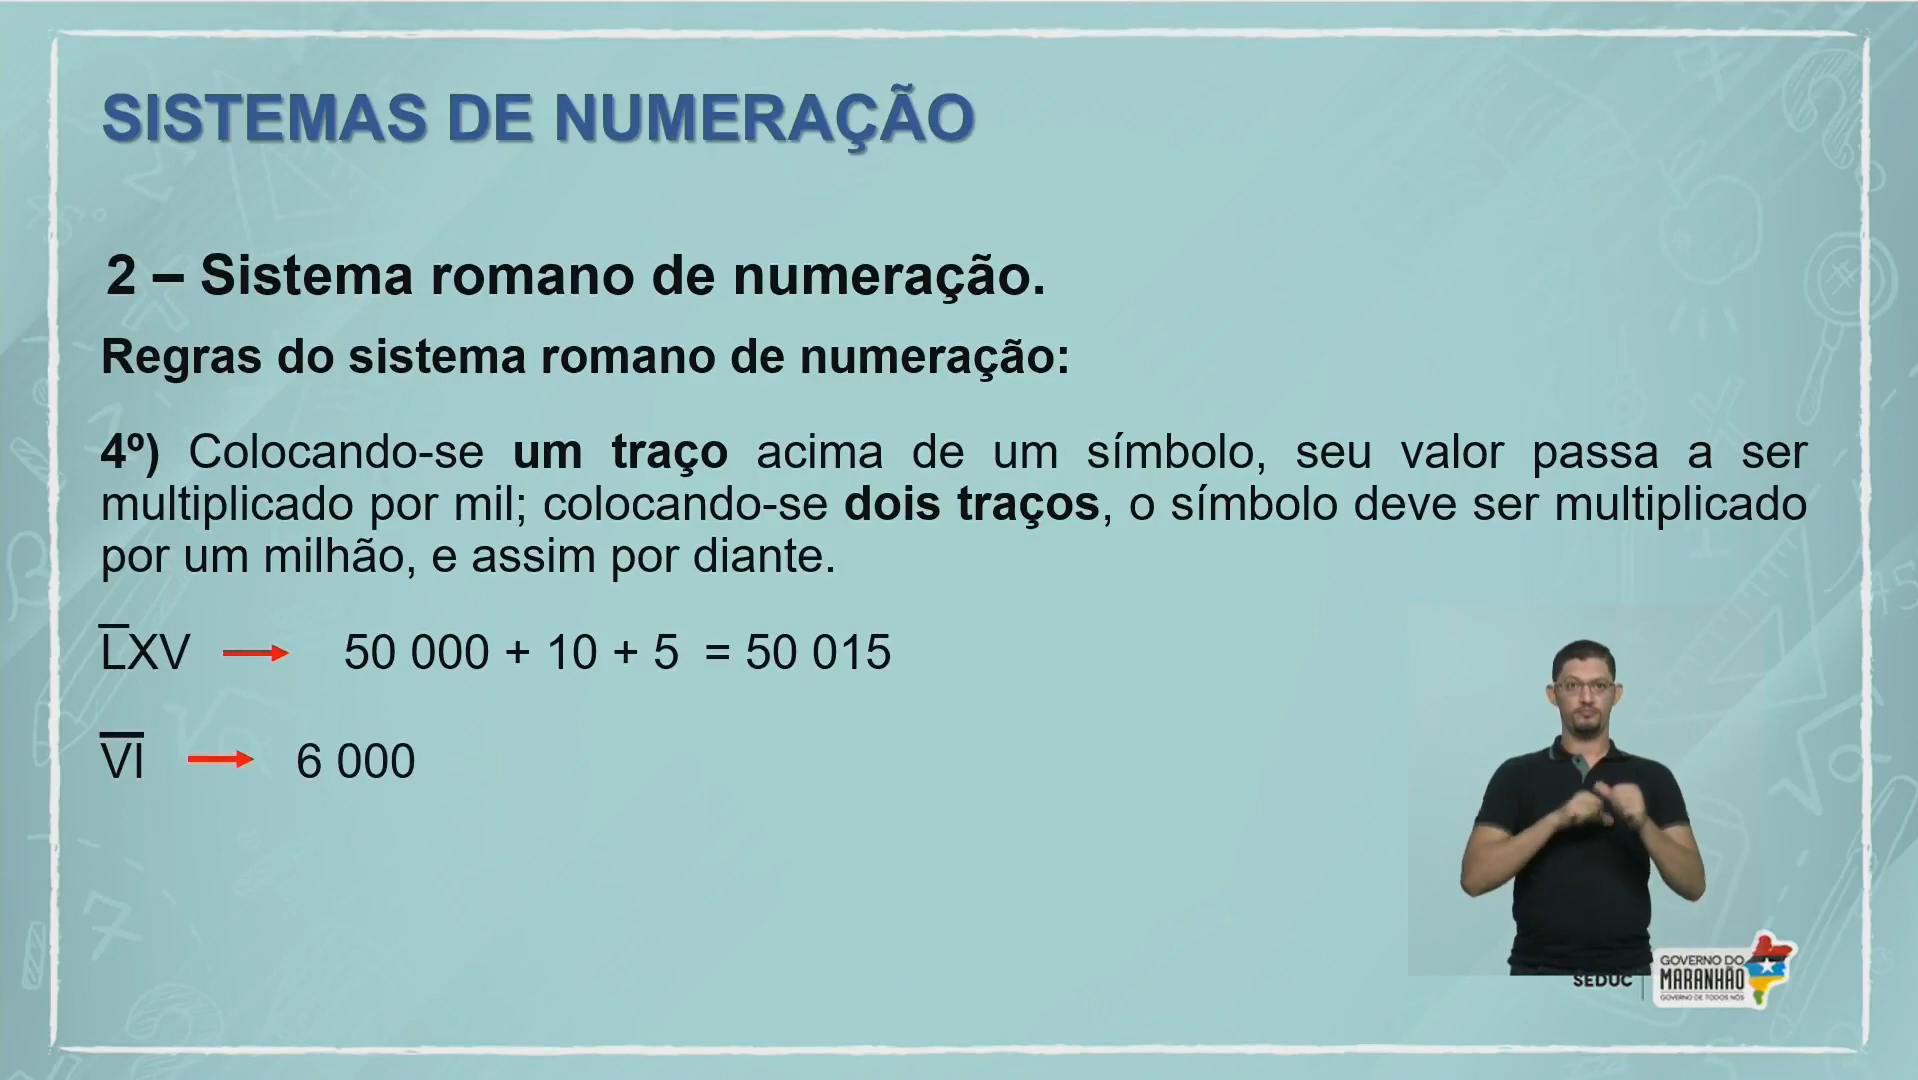 SISTEMAS DE NUMERAÇÃO
2 – Sistema romano de numeração.
Regras do sistema romano de numeração:
4º) Colocando-se um traço acima de um símbolo, seu valor passa a ser
multiplicado por mil; colocando-se dois traços, o símbolo deve ser multiplicado
por um milhão, e assim por diante.
L̅XV → 50 000 + 10 + 5 = 50 015
V̅I̅ → 6 000
SEDUC
GOVERNO DO
MARANHÃO
GOVERNO DE TODOS NÓS